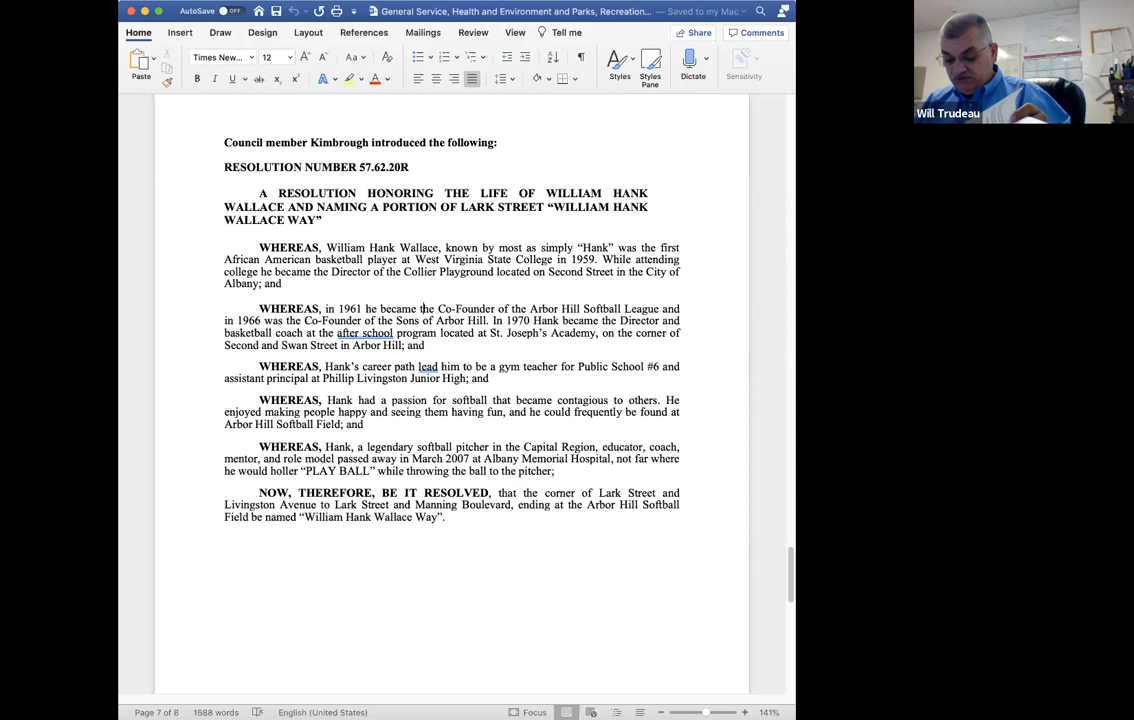 AutoSave OFF General Service, Health and Environment and Parks, Recreation... — Saved to my Mac
Home Insert Draw Design Layout References Mailings Review View Tell me Share Comments
Paste Times New... 12 Aa Styles Styles Pane Dictate Sensitivity
Council member Kimbrough introduced the following:
RESOLUTION NUMBER 57.62.20R
A RESOLUTION HONORING THE LIFE OF WILLIAM HANK
WALLACE AND NAMING A PORTION OF LARK STREET “WILLIAM HANK
WALLACE WAY”
WHEREAS, William Hank Wallace, known by most as simply “Hank” was the first
African American basketball player at West Virginia State College in 1959. While attending
college he became the Director of the Collier Playground located on Second Street in the City of
Albany; and
WHEREAS, in 1961 he became the Co-Founder of the Arbor Hill Softball League and
in 1966 was the Co-Founder of the Sons of Arbor Hill. In 1970 Hank became the Director and
basketball coach at the after school program located at St. Joseph’s Academy, on the corner of
Second and Swan Street in Arbor Hill; and
WHEREAS, Hank’s career path lead him to be a gym teacher for Public School #6 and
assistant principal at Phillip Livingston Junior High; and
WHEREAS, Hank had a passion for softball that became contagious to others. He
enjoyed making people happy and seeing them having fun, and he could frequently be found at
Arbor Hill Softball Field; and
WHEREAS, Hank, a legendary softball pitcher in the Capital Region, educator, coach,
mentor, and role model passed away in March 2007 at Albany Memorial Hospital, not far where
he would holler “PLAY BALL” while throwing the ball to the pitcher;
NOW, THEREFORE, BE IT RESOLVED, that the corner of Lark Street and
Livingston Avenue to Lark Street and Manning Boulevard, ending at the Arbor Hill Softball
Field be named “William Hank Wallace Way”.
Page 7 of 8 1688 words English (United States) Focus 141%
Will Trudeau